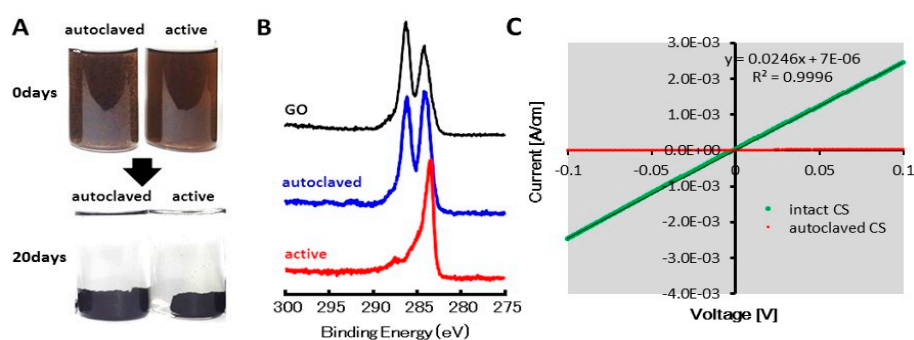 A
autoclaved active
0days
autoclaved active
20days
B
GO
autoclaved
active
300 295 290 285 280 275
Binding Energy (eV)
C
3.0E-03
y = 0.0246x + 7E-06
2.0E-03
R² = 0.9996
1.0E-03
0.0E+00
-0.1 -0.05 0 0.05 0.1
-1.0E-03
-2.0E-03
-3.0E-03
-4.0E-03
Current [A/cm]
intact CS
autoclaved CS
Voltage [V]